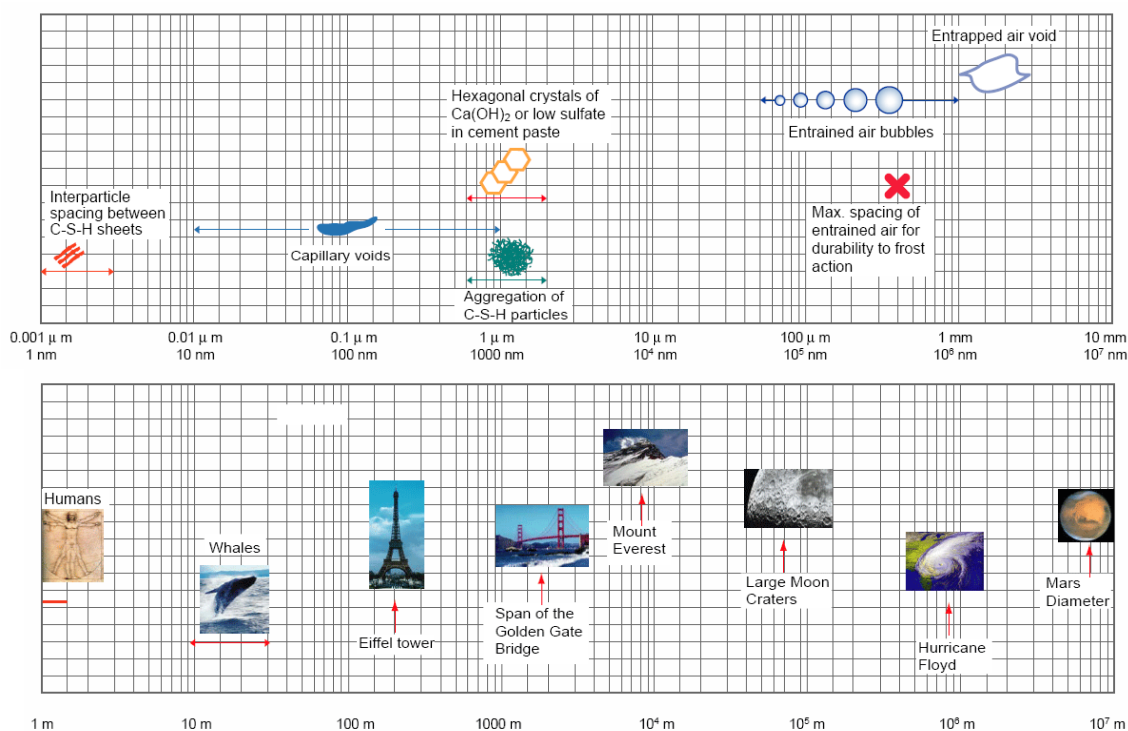 Entrapped air void
Hexagonal crystals of
Ca(OH)₂ or low sulfate
in cement paste
Entrained air bubbles
Interparticle
spacing between
C-S-H sheets
Max. spacing of
entrained air for
durability to frost
action
Capillary voids
Aggregation of
C-S-H particles
0.001 μ m 0.01 μ m 0.1 μ m 1 μ m 10 μ m 100 μ m 1 mm 10 mm
1 nm 10 nm 100 nm 1000 nm 10⁴ nm 10⁵ nm 10⁶ nm 10⁷ nm
Humans
Whales
Eiffel tower
Span of the
Golden Gate
Bridge
Mount
Everest
Large Moon
Craters
Hurricane
Floyd
Mars
Diameter
1 m 10 m 100 m 1000 m 10⁴ m 10⁵ m 10⁶ m 10⁷ m